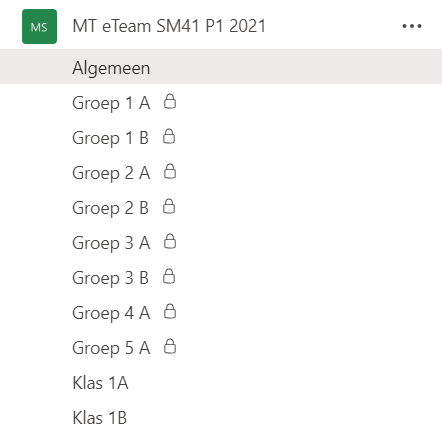 MS MT eTeam SM41 P1 2021
Algemeen
Groep 1 A
Groep 1 B
Groep 2 A
Groep 2 B
Groep 3 A
Groep 3 B
Groep 4 A
Groep 5 A
Klas 1A
Klas 1B